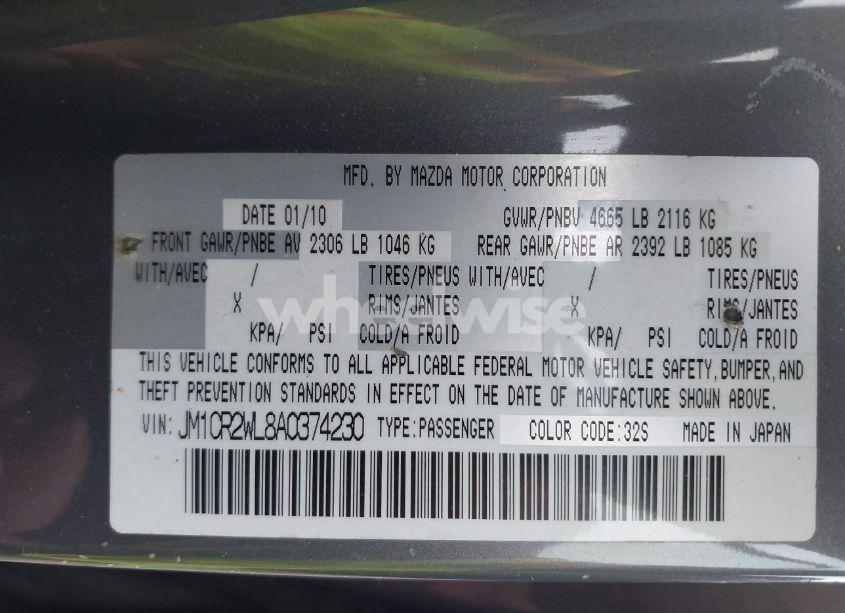 MFD. BY MAZDA MOTOR CORPORATION
DATE 01/10 GVWR/PNBV 4665 LB 2116 KG
FRONT GAWR/PNBE AV 2306 LB 1046 KG REAR GAWR/PNBE AR 2392 LB 1085 KG
WITH/AVEC / TIRES/PNEUS WITH/AVEC / TIRES/PNEUS
X RIMS/JANTES X RIMS/JANTES
wheelwise
KPA/ PSI COLD/A FROID KPA/ PSI COLD/A FROID
THIS VEHICLE CONFORMS TO ALL APPLICABLE FEDERAL MOTOR VEHICLE SAFETY, BUMPER, AND
THEFT PREVENTION STANDARDS IN EFFECT ON THE DATE OF MANUFACTURE SHOWN ABOVE.
VIN: JM1CR2WL8A0374230 TYPE:PASSENGER COLOR CODE:32S MADE IN JAPAN